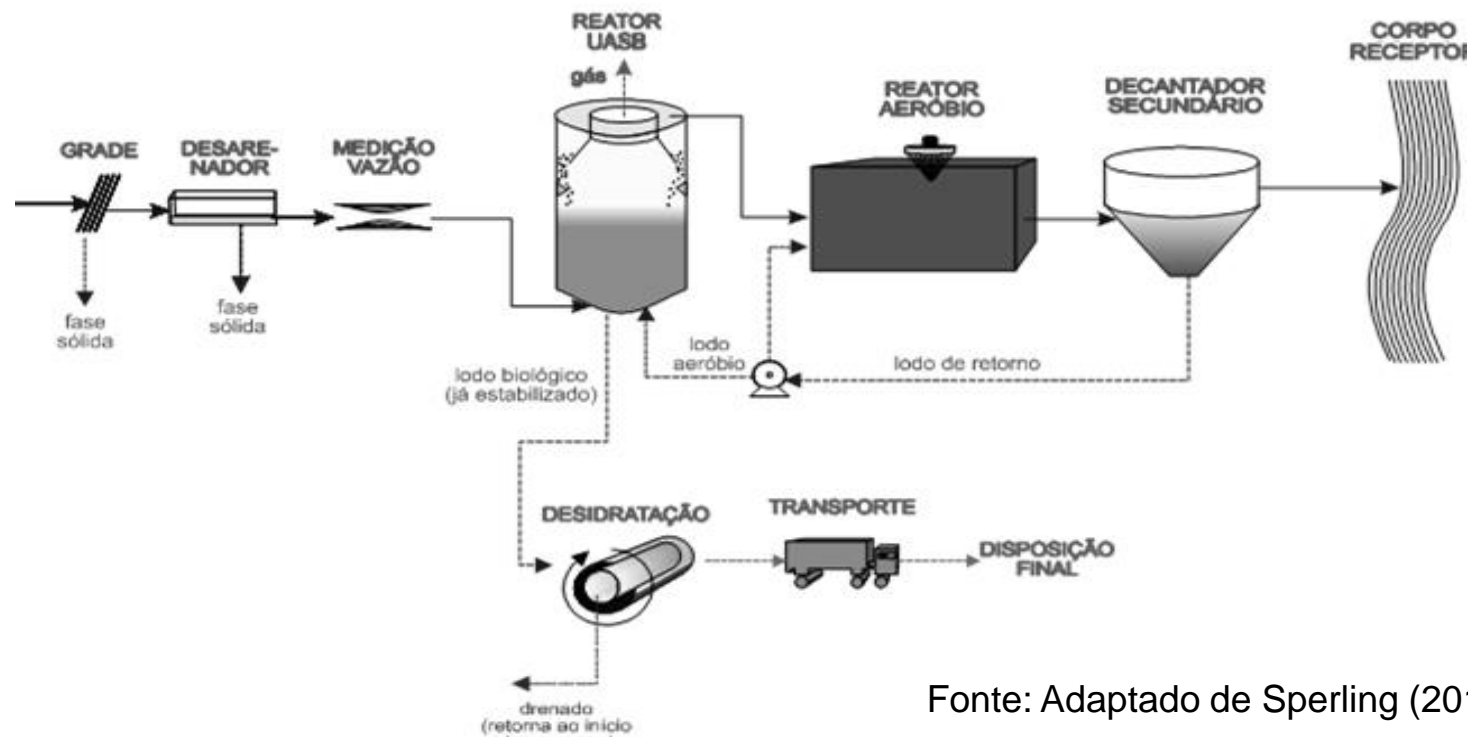 REATOR
UASB
gás
CORPO
RECEPTOR
REATOR
AERÓBIO
DECANTADOR
SECUNDÁRIO
GRADE
DESARE-
NADOR
MEDIÇÃO
VAZÃO
fase
sólida
fase
sólida
lodo
aeróbio
lodo de retorno
lodo biológico
(já estabilizado)
DESIDRATAÇÃO
TRANSPORTE
DISPOSIÇÃO
FINAL
drenado
(retorna ao início
Fonte: Adaptado de Sperling (201